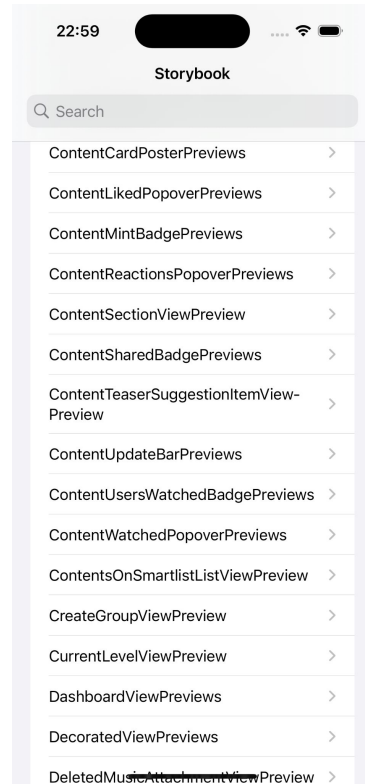 22:59
Storybook
Search
ContentCardPosterPreviews
ContentLikedPopoverPreviews
ContentMintBadgePreviews
ContentReactionsPopoverPreviews
ContentSectionViewPreview
ContentSharedBadgePreviews
ContentTeaserSuggestionItemView-
Preview
ContentUpdateBarPreviews
ContentUsersWatchedBadgePreviews
ContentWatchedPopoverPreviews
ContentsOnSmartlistListViewPreview
CreateGroupViewPreview
CurrentLevelViewPreview
DashboardViewPreviews
DecoratedViewPreviews
DeletedMusicAttachmentViewPreview